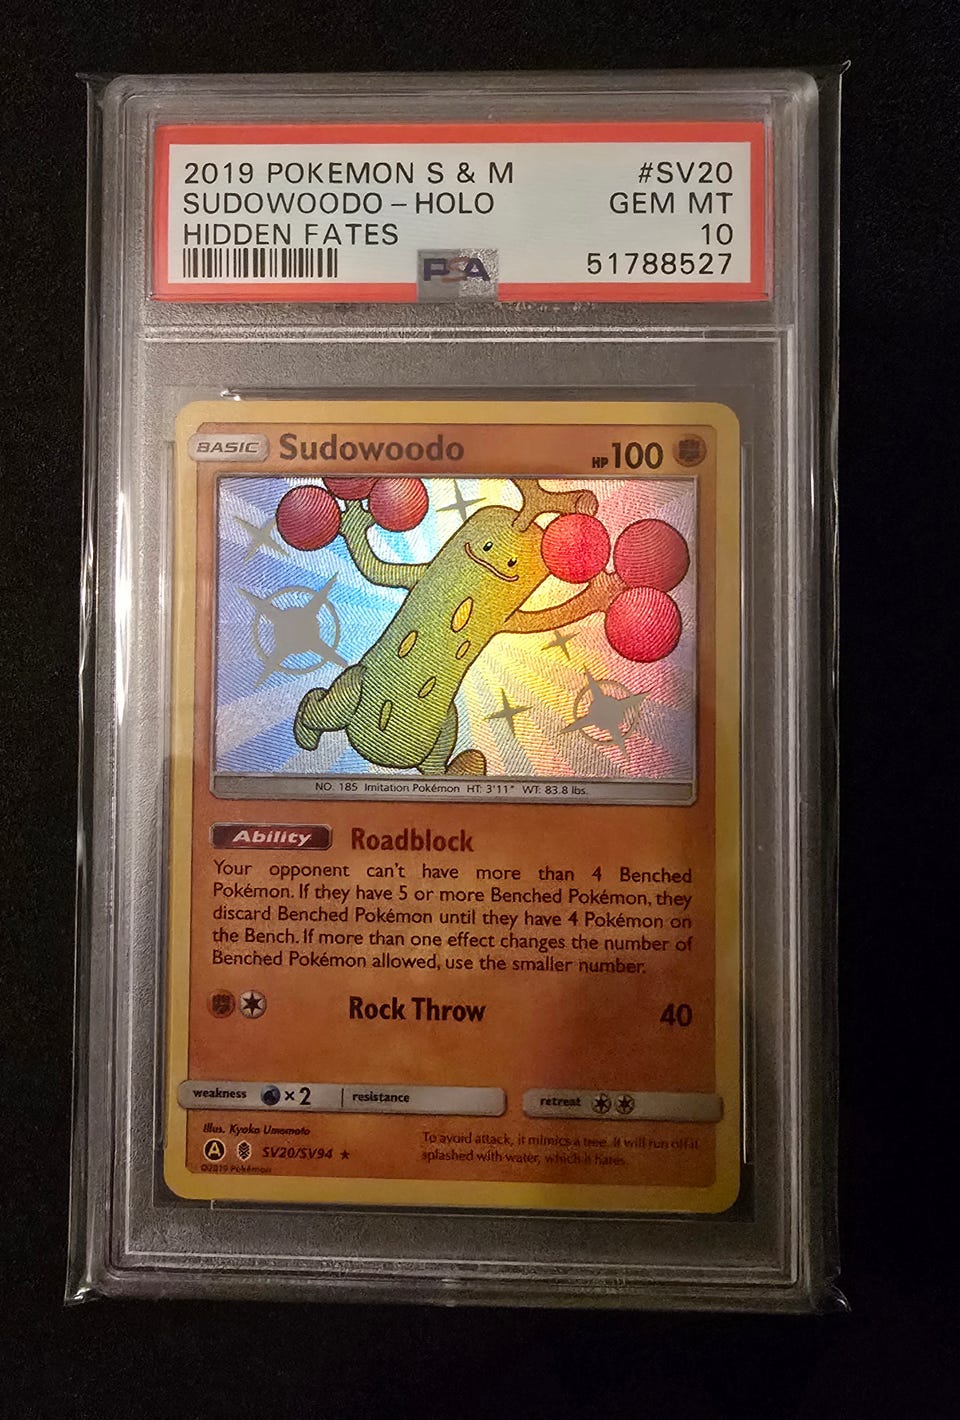 2019 POKEMON S & M #SV20
SUDOWOODO - HOLO GEM MT
HIDDEN FATES 10
PSA 51788527
BASIC Sudowoodo HP 100
NO. 185 Imitation Pokémon HT: 3'11" WT: 83.8 lbs.
Ability Roadblock
Your opponent can't have more than 4 Benched
Pokémon. If they have 5 or more Benched Pokémon, they
discard Benched Pokémon until they have 4 Pokémon on
the Bench. If more than one effect changes the number of
Benched Pokémon allowed, use the smaller number.
Rock Throw 40
weakness ×2 resistance retreat
Illus. Kyoko Umemoto
To avoid attack, it mimics a tree. It will run off if
splashed with water, which it hates.
A SV20/SV94 ★
©2019 Pokémon